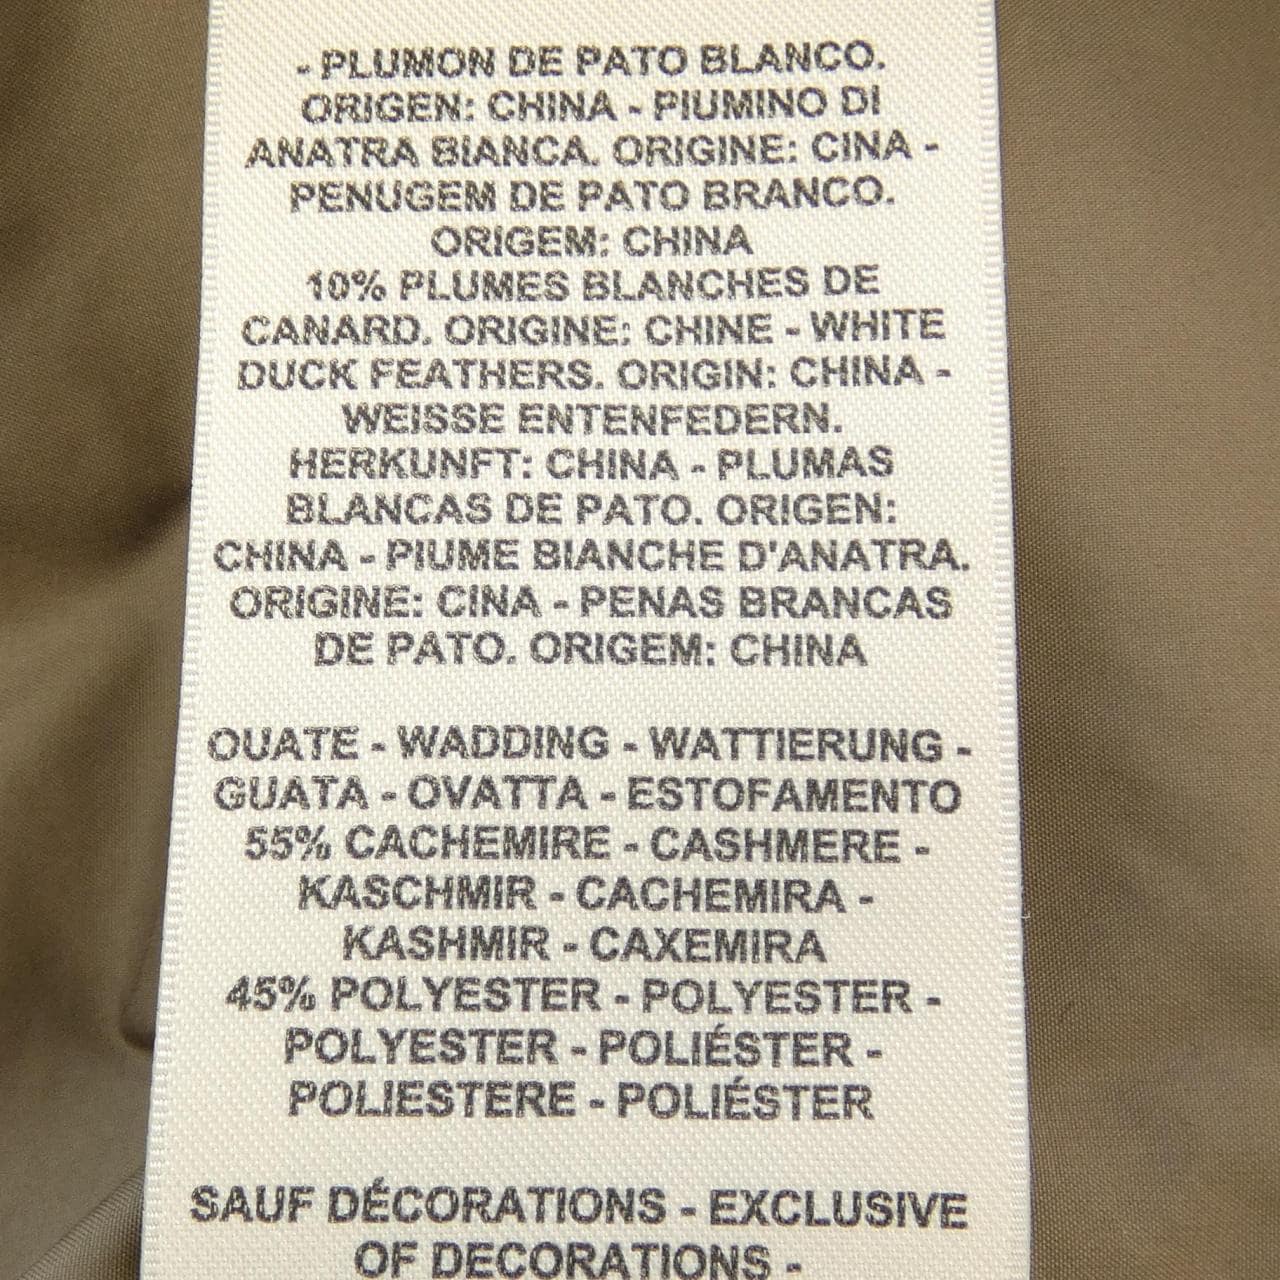 - PLUMON DE PATO BLANCO.
ORIGEN: CHINA - PIUMINO DI
ANATRA BIANCA. ORIGINE: CINA -
PENUGEM DE PATO BRANCO.
ORIGEM: CHINA
10% PLUMES BLANCHES DE
CANARD. ORIGINE: CHINE - WHITE
DUCK FEATHERS. ORIGIN: CHINA -
WEISSE ENTENFEDERN.
HERKUNFT: CHINA - PLUMAS
BLANCAS DE PATO. ORIGEN:
CHINA - PIUME BIANCHE D'ANATRA.
ORIGINE: CINA - PENAS BRANCAS
DE PATO. ORIGEM: CHINA
OUATE - WADDING - WATTIERUNG -
GUATA - OVATTA - ESTOFAMENTO
55% CACHEMIRE - CASHMERE -
KASCHMIR - CACHEMIRA -
KASHMIR - CAXEMIRA
45% POLYESTER - POLYESTER -
POLYESTER - POLIÉSTER -
POLIESTERE - POLIÉSTER
SAUF DÉCORATIONS - EXCLUSIVE
OF DECORATIONS -